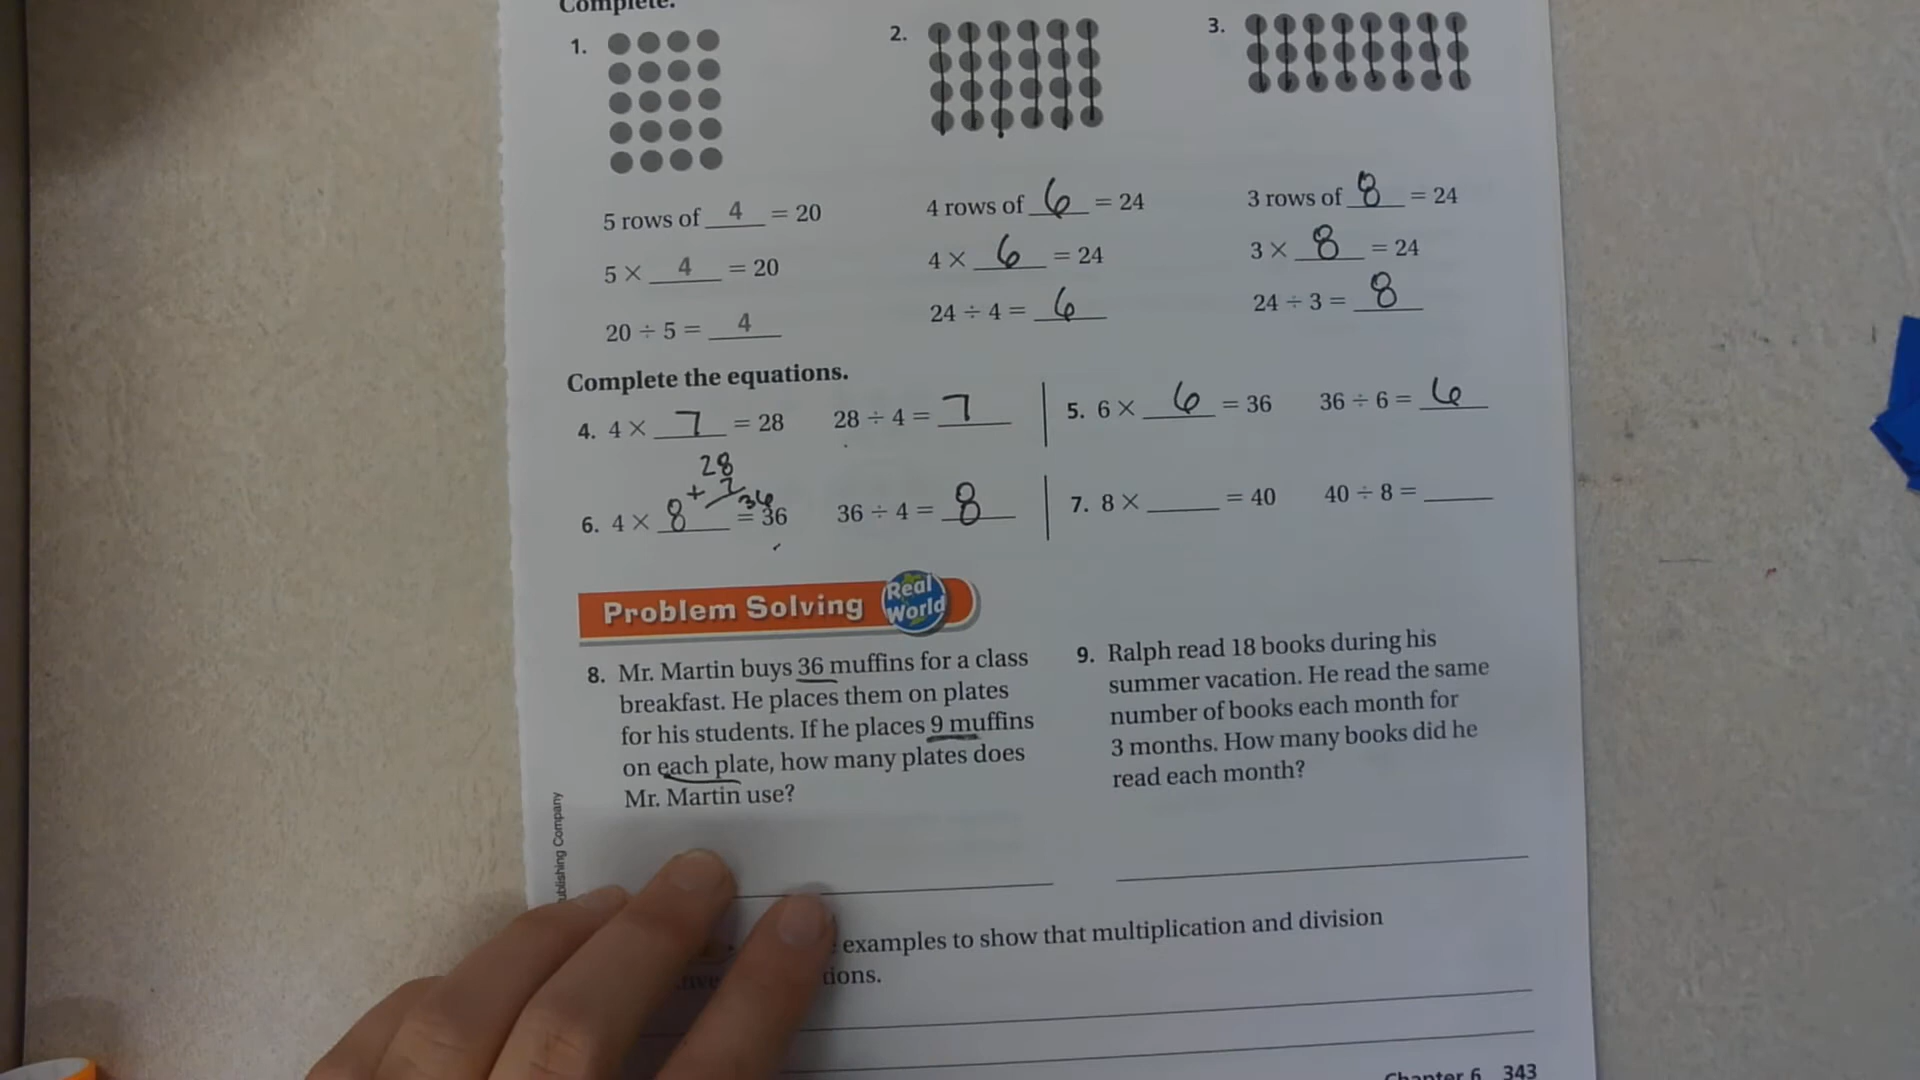 Complete.
1.
2.
3.
5 rows of 4 = 20
4 rows of 6 = 24
3 rows of 8 = 24
5 × 4 = 20
4 × 6 = 24
3 × 8 = 24
20 ÷ 5 = 4
24 ÷ 4 = 6
24 ÷ 3 = 8
Complete the equations.
4. 4 × 7 = 28 28 ÷ 4 = 7
5. 6 × 6 = 36 36 ÷ 6 = 6
28
+
36
6. 4 × 8 = 36 36 ÷ 4 = 8
7. 8 × ___ = 40 40 ÷ 8 = ___
Problem Solving Real World
8. Mr. Martin buys 36 muffins for a class
breakfast. He places them on plates
for his students. If he places 9 muffins
on each plate, how many plates does
Mr. Martin use?
9. Ralph read 18 books during his
summer vacation. He read the same
number of books each month for
3 months. How many books did he
read each month?
examples to show that multiplication and division
Publishing Company
Chapter 6 343